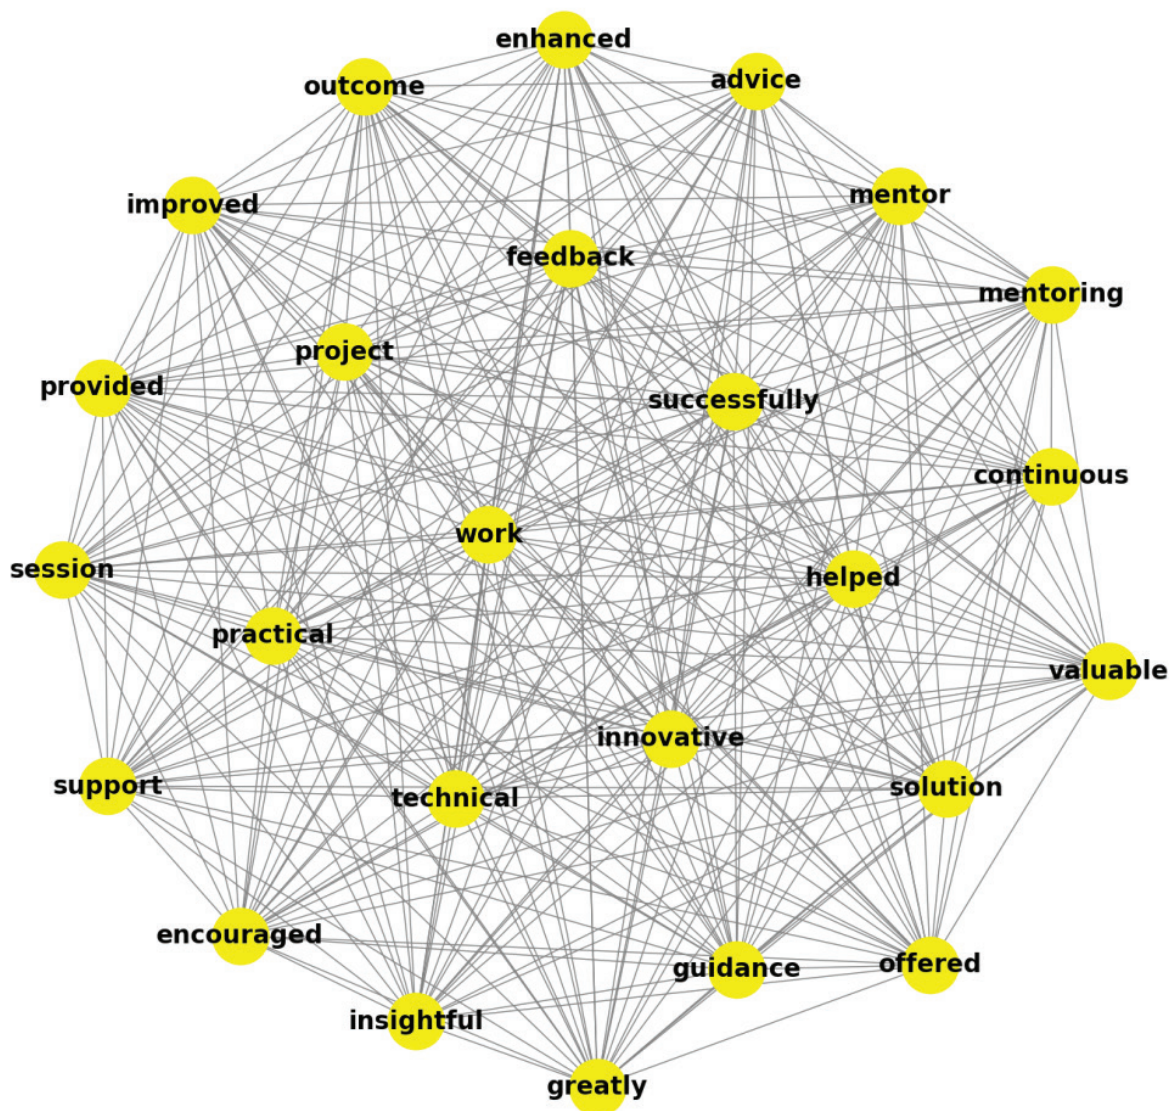 enhanced
advice
outcome
mentor
improved
feedback
mentoring
project
provided
successfully
continuous
work
session
helped
practical
valuable
innovative
support
technical
solution
encouraged
guidance
offered
insightful
greatly